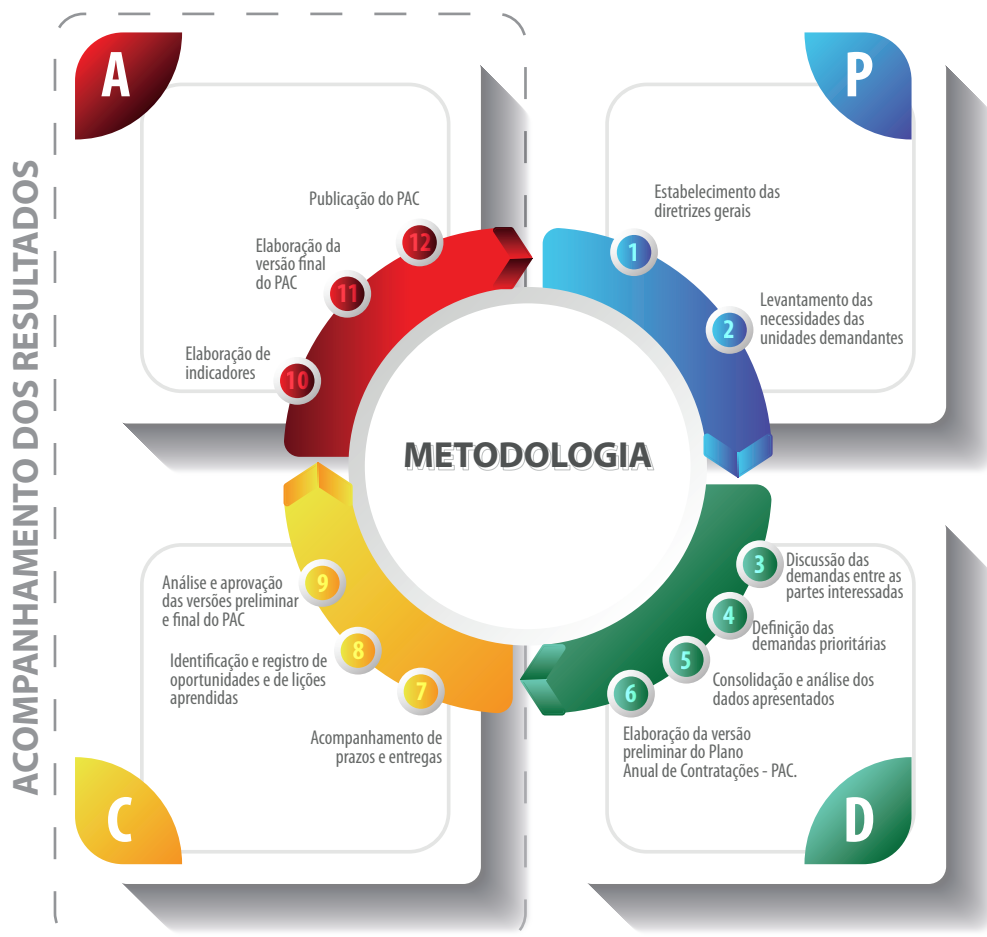 ACOMPANHAMENTO DOS RESULTADOS
A
P
METODOLOGIA
1
Estabelecimento das
diretrizes gerais
2
Levantamento das
necessidades das
unidades demandantes
3
Discussão das
demandas entre as
partes interessadas
4
Definição das
demandas prioritárias
5
Consolidação e análise dos
dados apresentados
6
Elaboração da versão
preliminar do Plano
Anual de Contratações - PAC.
D
7
Acompanhamento de
prazos e entregas
8
Identificação e registro de
oportunidades e de lições
aprendidas
9
Análise e aprovação
das versões preliminar
e final do PAC
C
10
Elaboração de
indicadores
11
Elaboração da
versão final
do PAC
12
Publicação do PAC